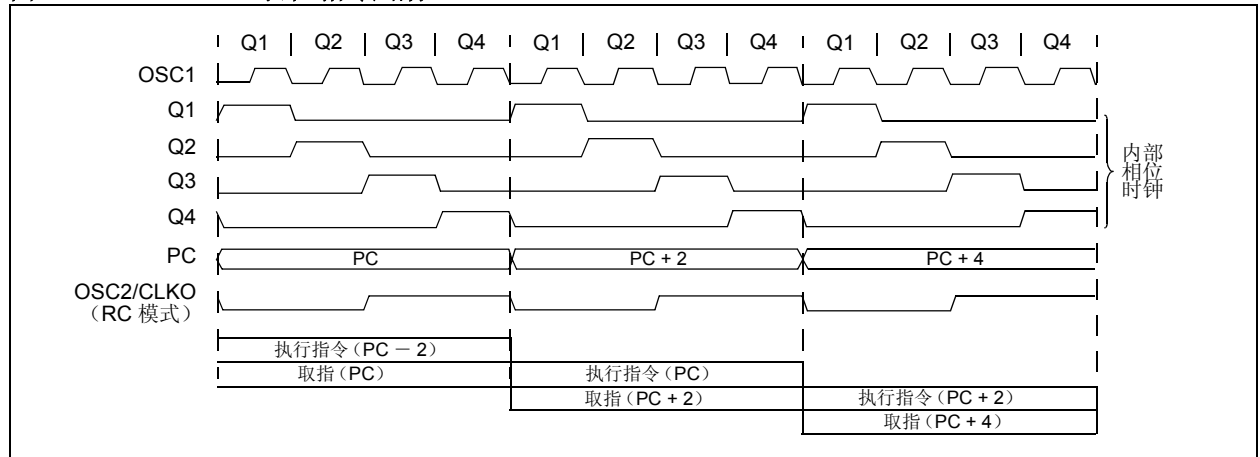 Q1 Q2 Q3 Q4 Q1 Q2 Q3 Q4 Q1 Q2 Q3 Q4
OSC1
Q1
Q2
Q3
Q4
内部
相位
时钟
PC PC PC + 2 PC + 4
OSC2/CLKO
（RC 模式）
执行指令（PC － 2）
取指（PC） 执行指令（PC）
取指（PC + 2） 执行指令（PC + 2）
取指（PC + 4）